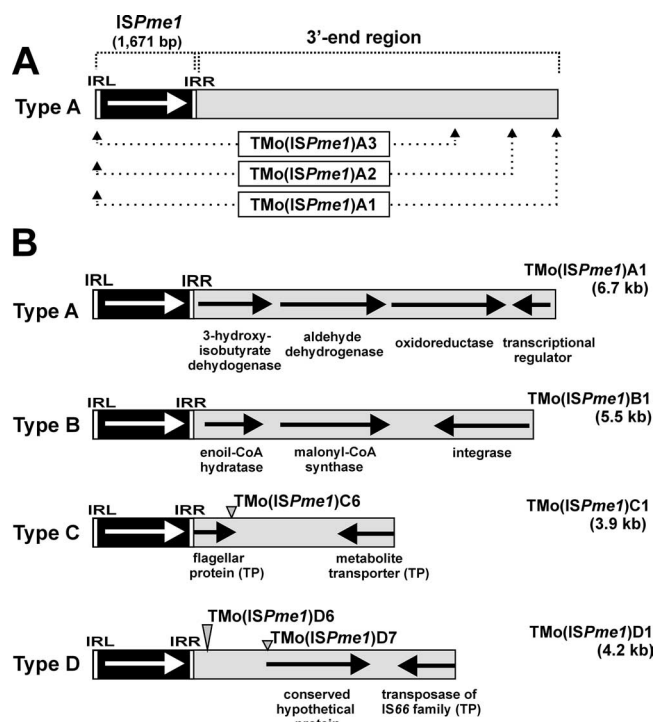 ISPme1
(1,671 bp)
3'-end region
A
IRL
IRR
Type A
TMo(ISPme1)A3
TMo(ISPme1)A2
TMo(ISPme1)A1
B
IRL
IRR
TMo(ISPme1)A1
(6.7 kb)
Type A
3-hydroxy-
isobutyrate
dehydogenase
aldehyde
dehydrogenase
oxidoreductase
transcriptional
regulator
IRL
IRR
TMo(ISPme1)B1
(5.5 kb)
Type B
enoil-CoA
hydratase
malonyl-CoA
synthase
integrase
IRL
IRR
TMo(ISPme1)C6
TMo(ISPme1)C1
(3.9 kb)
Type C
flagellar
protein (TP)
metabolite
transporter (TP)
TMo(ISPme1)D6
IRL
IRR
TMo(ISPme1)D7
TMo(ISPme1)D1
(4.2 kb)
Type D
conserved
hypothetical
protein
transposase of
IS66 family (TP)